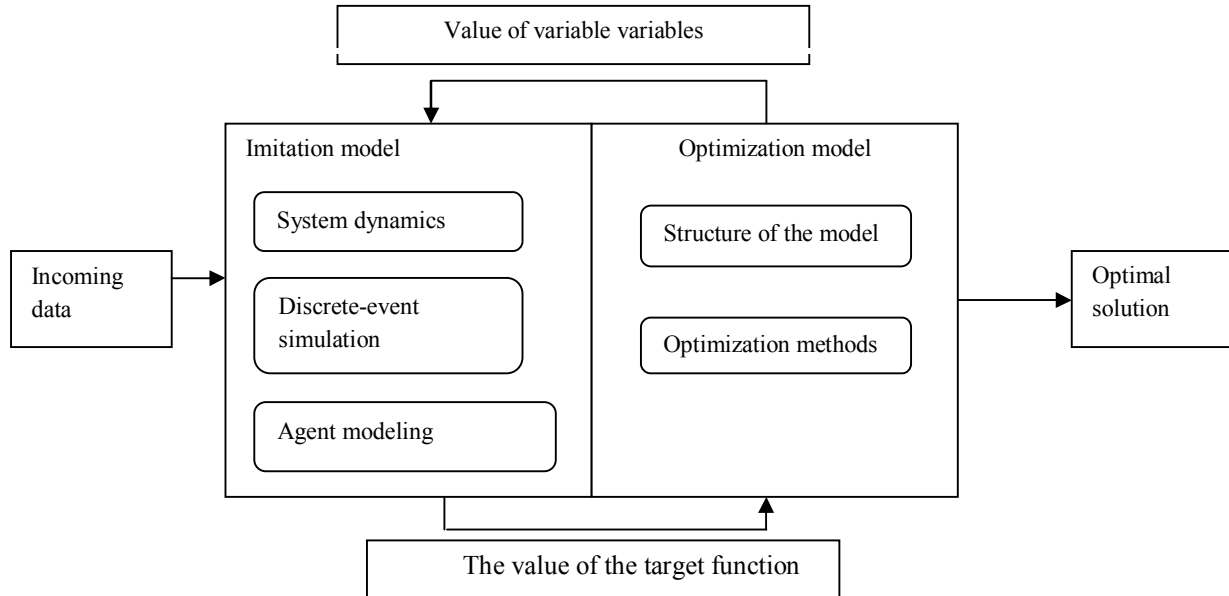 Value of variable variables
Imitation model
Optimization model
System dynamics
Structure of the model
Incoming
data
Discrete-event
simulation
Optimization methods
Optimal
solution
Agent modeling
The value of the target function